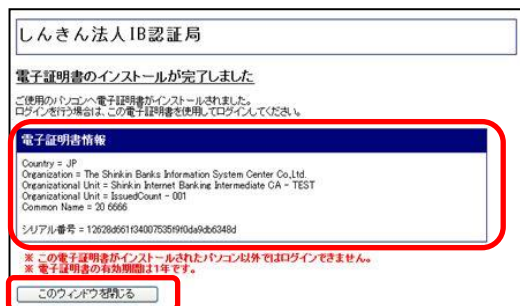 しんきん法人IB認証局
電子証明書のインストールが完了しました
ご使用のパソコンへ電子証明書がインストールされました。
ログインを行う場合は、この電子証明書を使用してログインしてください。
電子証明書情報
Country = JP
Organization = The Shinkin Banks Information System Center Co.,Ltd.
Organizational Unit = Shinkin Internet Banking Intermediate CA - TEST
Organizational Unit = IssuedCount - 001
Common Name = 20 6666
シリアル番号 = 12628d661f34007535f9f0da9db6348d
※ この電子証明書がインストールされたパソコン以外ではログインできません。
※ 電子証明書の有効期間は1年です。
このウィンドウを閉じる